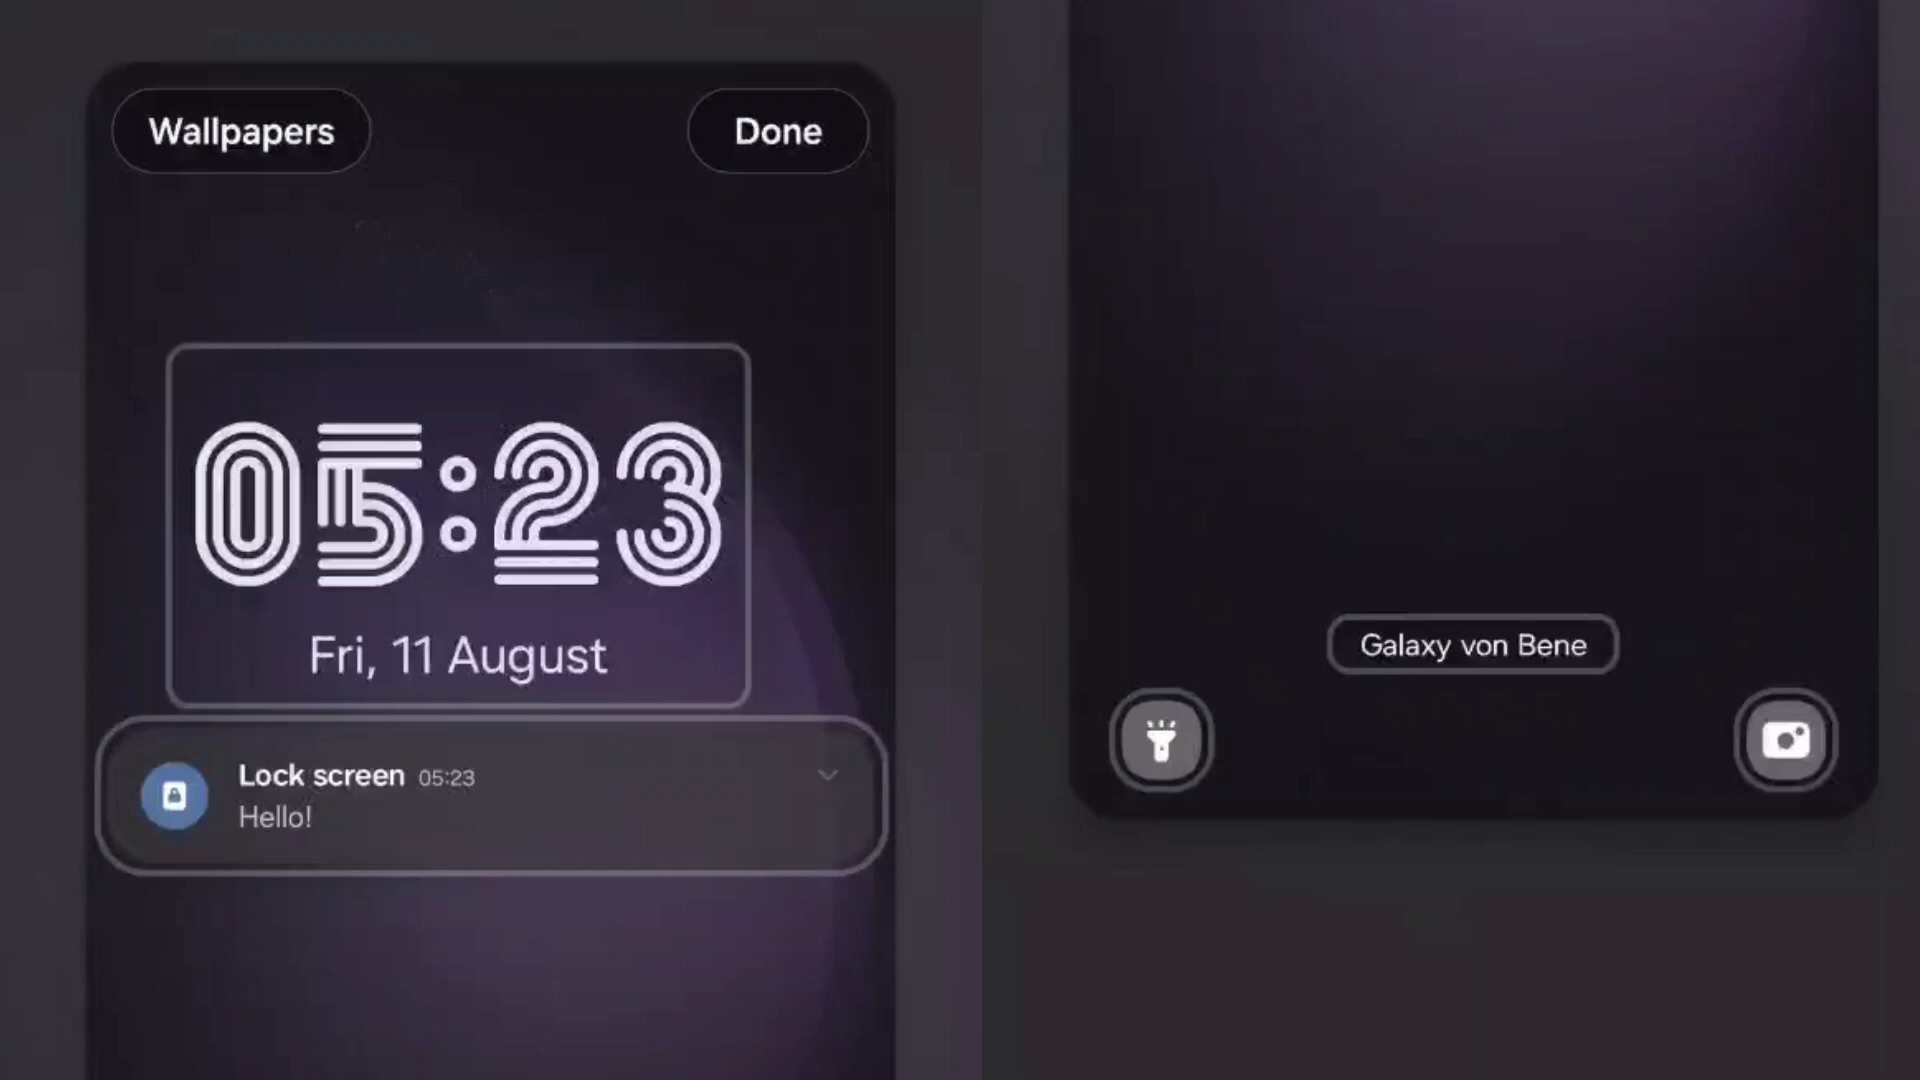 Wallpapers
Done
05:23
Fri, 11 August
Lock screen 05:23
Hello!
Galaxy von Bene